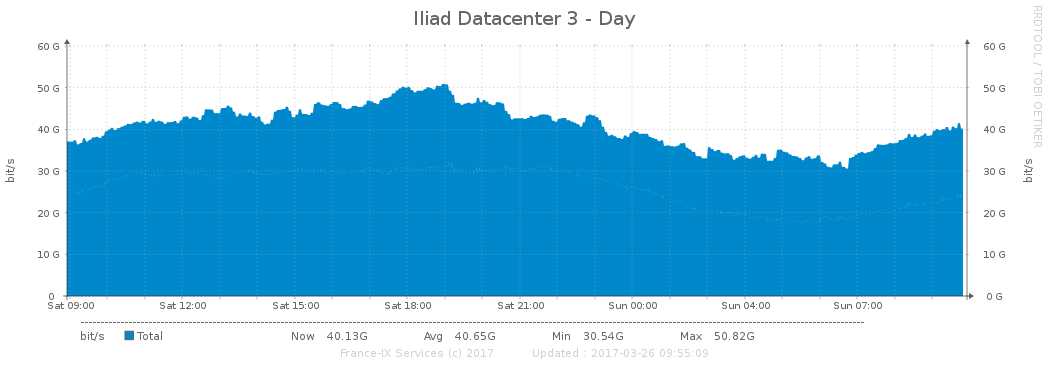 Iliad Datacenter 3 - Day
RRDTOOL / TOBI OETIKER
60 G 60 G
50 G 50 G
40 G 40 G
30 G 30 G
20 G 20 G
10 G 10 G
0 0 G
bit/s bit/s
Sat 09:00 Sat 12:00 Sat 15:00 Sat 18:00 Sat 21:00 Sun 00:00 Sun 04:00 Sun 07:00
bit/s Total Now 40.13G Avg 40.65G Min 30.54G Max 50.82G
France-IX Services (c) 2017 Updated : 2017-03-26 09:55:09